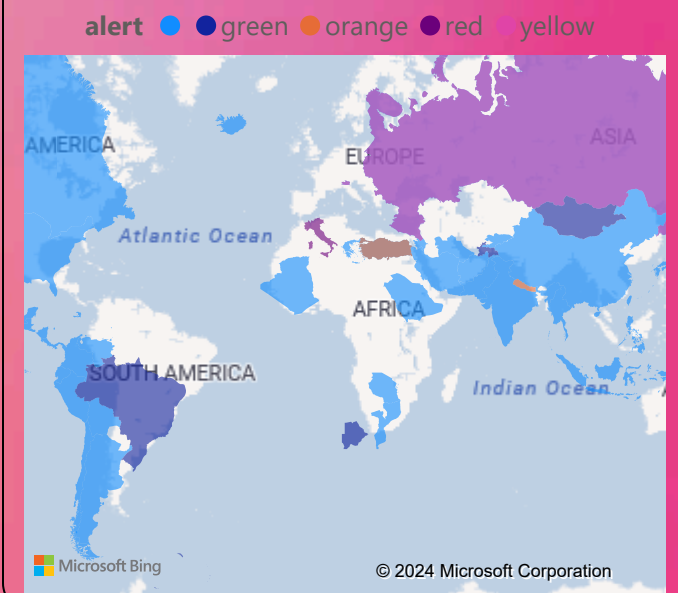 alert green orange red yellow
AMERICA
ASIA
EUROPE
Atlantic Ocean
AFRICA
SOUTH AMERICA
Indian Ocean
A
Microsoft Bing
© 2024 Microsoft Corporation